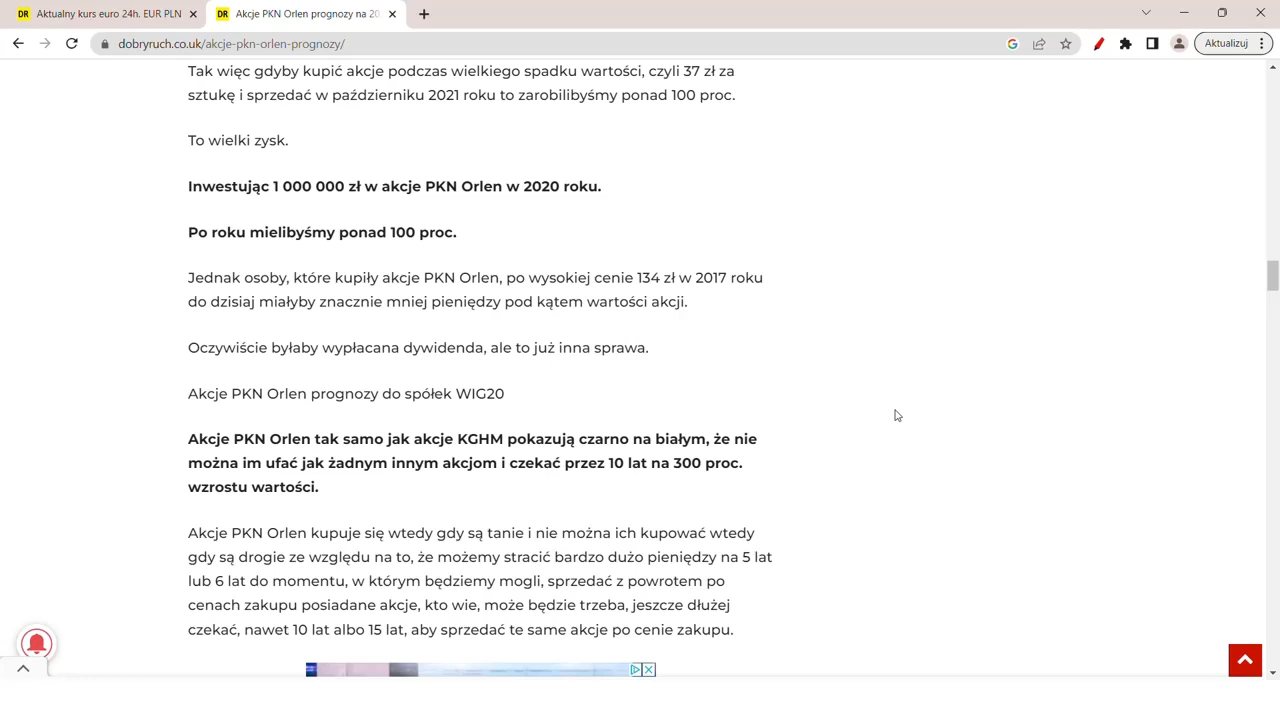 Aktualny kurs euro 24h. EUR PLN
Akcje PKN Orlen prognozy na 20
dobryruch.co.uk/akcje-pkn-orlen-prognozy/
Aktualizuj
Tak więc gdyby kupić akcje podczas wielkiego spadku wartości, czyli 37 zł za
sztukę i sprzedać w październiku 2021 roku to zarobilibyśmy ponad 100 proc.
To wielki zysk.
Inwestując 1 000 000 zł w akcje PKN Orlen w 2020 roku.
Po roku mielibyśmy ponad 100 proc.
Jednak osoby, które kupiły akcje PKN Orlen, po wysokiej cenie 134 zł w 2017 roku
do dzisiaj miałyby znacznie mniej pieniędzy pod kątem wartości akcji.
Oczywiście byłaby wypłacana dywidenda, ale to już inna sprawa.
Akcje PKN Orlen prognozy do spółek WIG20
Akcje PKN Orlen tak samo jak akcje KGHM pokazują czarno na białym, że nie
można im ufać jak żadnym innym akcjom i czekać przez 10 lat na 300 proc.
wzrostu wartości.
Akcje PKN Orlen kupuje się wtedy gdy są tanie i nie można ich kupować wtedy
gdy są drogie ze względu na to, że możemy stracić bardzo dużo pieniędzy na 5 lat
lub 6 lat do momentu, w którym będziemy mogli, sprzedać z powrotem po
cenach zakupu posiadane akcje, kto wie, może będzie trzeba, jeszcze dłużej
czekać, nawet 10 lat albo 15 lat, aby sprzedać te same akcje po cenie zakupu.